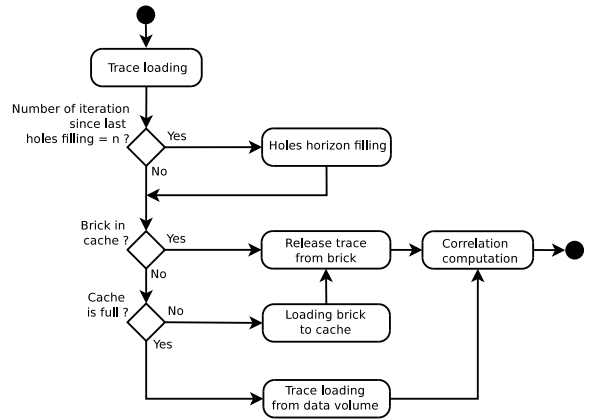 Trace loading
Number of iteration
since last
holes filling = n ?
Yes
Holes horizon filling
No
Brick in
cache ?
Yes
Release trace
from brick
Correlation
computation
No
Cache
is full ?
No
Loading brick
to cache
Yes
Trace loading
from data volume